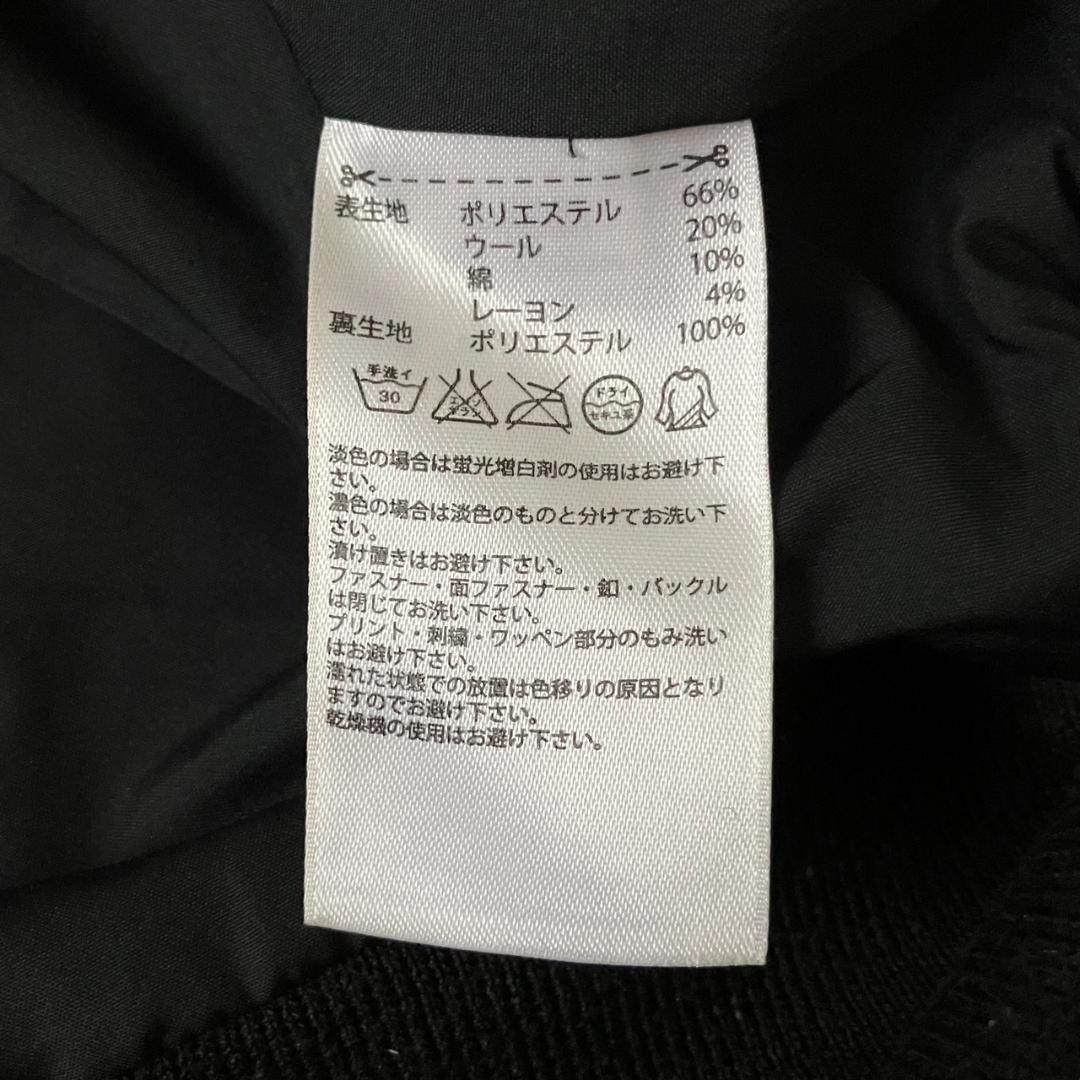 表生地 ポリエステル 66%
ウール 20%
綿 10%
レーヨン 4%
裏生地 ポリエステル 100%
手洗イ 30 エンソサラシ ドライ セキユ系
淡色の場合は蛍光増白剤の使用はお避け下
さい。
濃色の場合は淡色のものと分けてお洗い下
さい。
漬け置きはお避け下さい。
ファスナー・面ファスナー・釦・バックル
は閉じてお洗い下さい。
プリント・刺繍・ワッペン部分のもみ洗い
はお避け下さい。
濡れた状態での放置は色移りの原因となり
ますのでお避け下さい。
乾燥機の使用はお避け下さい。